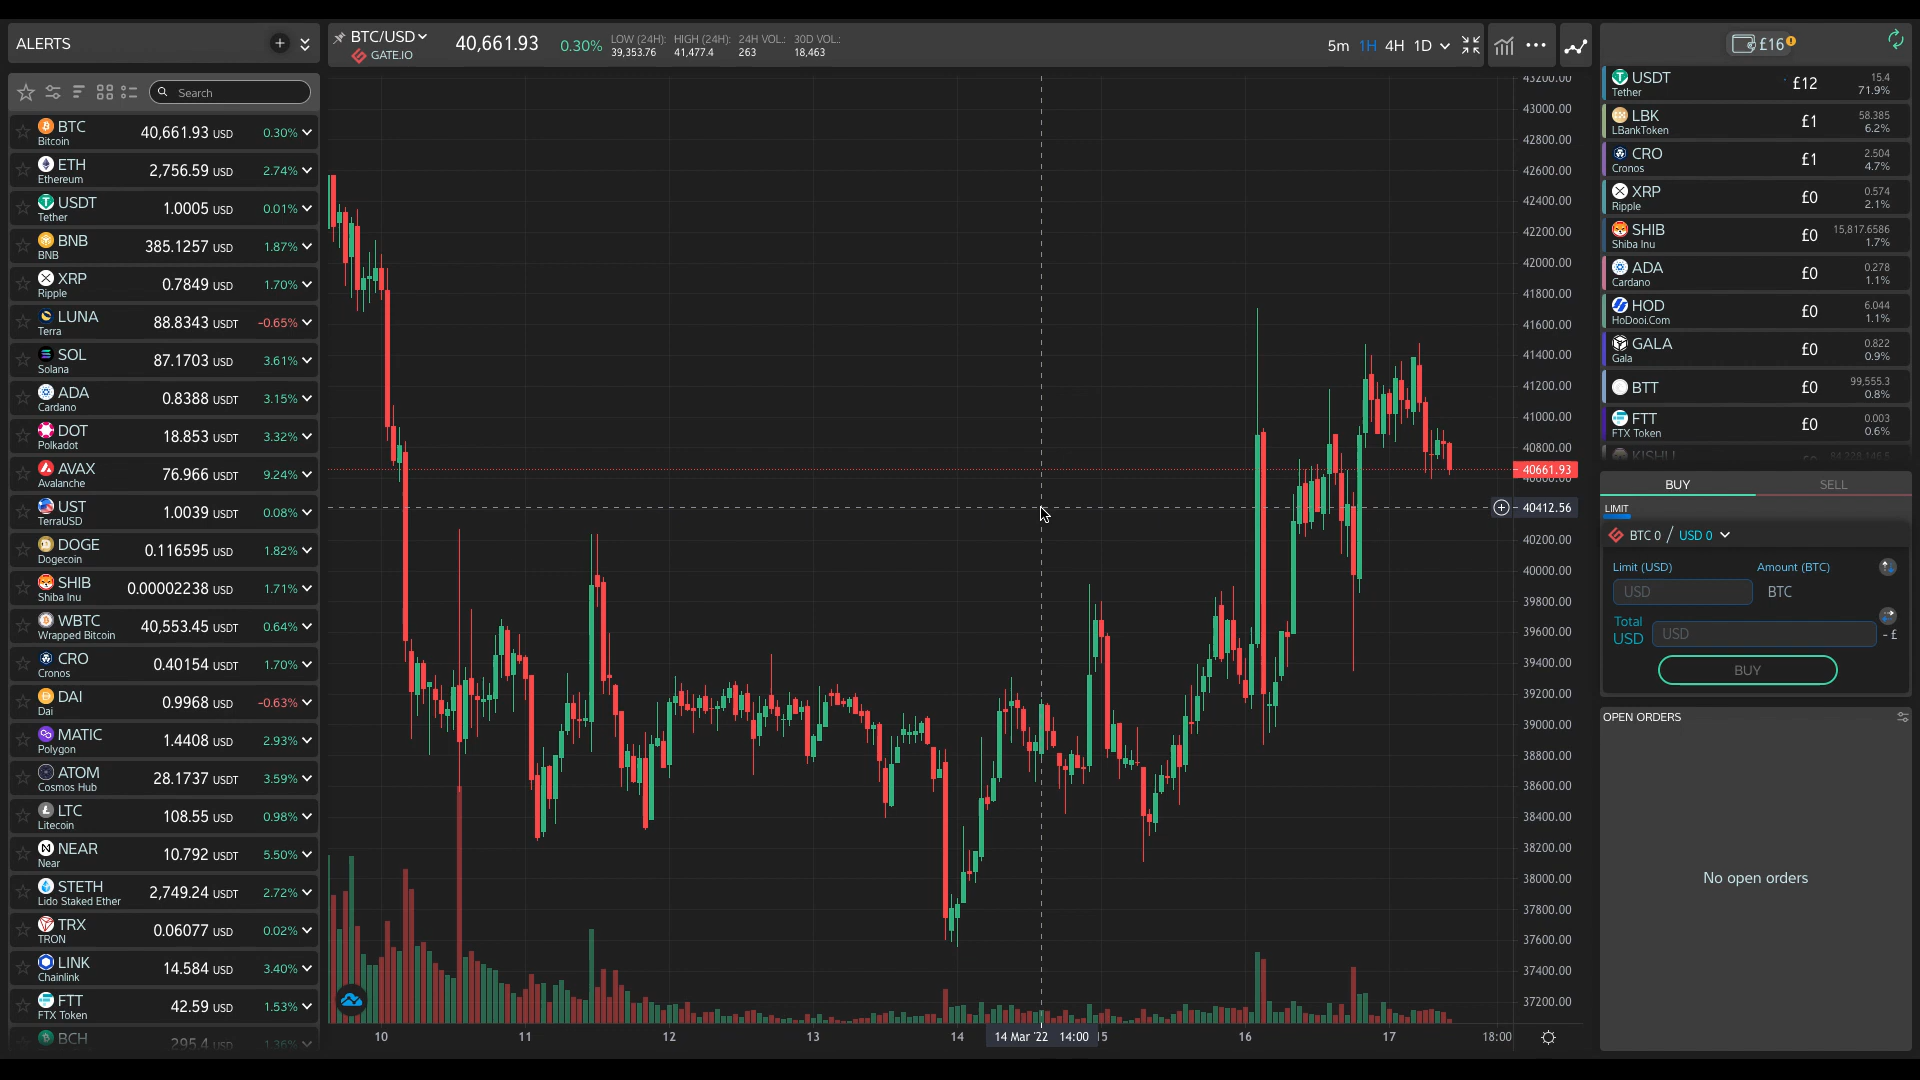 ALERTS
Search
BTC
Bitcoin
40,661.93 USD
0.30%
ETH
Ethereum
2,756.59 USD
2.74%
USDT
Tether
1.0005 USD
0.01%
BNB
BNB
385.1257 USD
1.87%
XRP
Ripple
0.7849 USD
1.70%
LUNA
Terra
88.8343 USDT
-0.65%
SOL
Solana
87.1703 USD
3.61%
ADA
Cardano
0.8388 USDT
3.15%
DOT
Polkadot
18.853 USDT
3.32%
AVAX
Avalanche
76.966 USDT
9.24%
UST
TerraUSD
1.0039 USD
0.08%
DOGE
Dogecoin
0.116595 USD
1.82%
SHIB
Shiba Inu
0.00002238 USD
1.71%
WBTC
Wrapped Bitcoin
40,553.45 USD
0.64%
CRO
Cronos
0.40154 USDT
1.70%
DAI
Dai
0.9968 USD
-0.63%
MATIC
Polygon
1.4408 USD
2.93%
ATOM
Cosmos Hub
28.1737 USDT
3.59%
LTC
Litecoin
108.55 USD
0.98%
NEAR
Near
10.792 USDT
5.50%
STETH
Lido Staked Ether
2,749.24 USDT
2.72%
TRX
TRON
0.06077 USD
0.02%
LINK
Chainlink
14.584 USD
3.40%
FTT
FTX Token
42.59 USD
1.53%
BCH
295.4 USD
1.36%
BTC/USD
GATE.IO
40,661.93
0.30%
LOW (24H):
39,353.76
HIGH (24H):
41,477.4
24H VOL.:
263
30D VOL.:
18,463
5m 1H 4H 1D
43200.00
43000.00
42800.00
42600.00
42400.00
42200.00
42000.00
41800.00
41600.00
41400.00
41200.00
41000.00
40800.00
40661.93
40600.00
40412.56
40200.00
40000.00
39800.00
39600.00
39400.00
39200.00
39000.00
38800.00
38600.00
38400.00
38200.00
38000.00
37800.00
37600.00
37400.00
37200.00
10 11 12 13 14 14 Mar '22 14:00 15 16 17 18:00
£16
USDT
Tether
£12
15.4
71.9%
LBK
LBankToken
£1
58.385
6.2%
CRO
Cronos
£1
2.504
4.7%
XRP
Ripple
£0
0.574
2.1%
SHIB
Shiba Inu
£0
15,817.6586
1.7%
ADA
Cardano
£0
0.278
1.1%
HOD
HoDooi.Com
£0
6.044
1.1%
GALA
Gala
£0
0.822
0.9%
BTT
£0
99,555.3
0.8%
FTT
FTX Token
£0
0.003
0.6%
KISHU
£0
BUY
SELL
LIMIT
BTC 0 / USD 0
Limit (USD)
Amount (BTC)
USD
BTC
Total
USD
USD
- £
BUY
OPEN ORDERS
No open orders